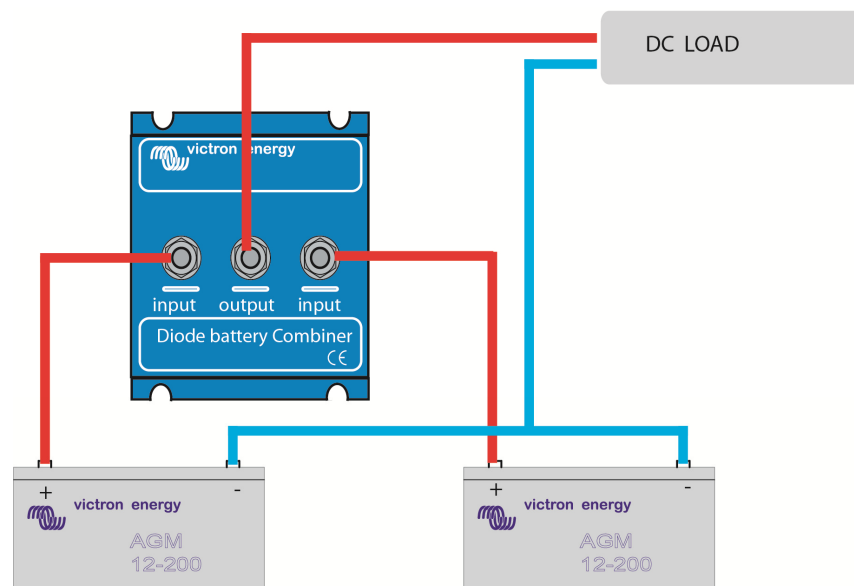 DC LOAD
victron energy
input output input
Diode battery Combiner
CE
+ - + -
victron energy victron energy
AGM AGM
12-200 12-200